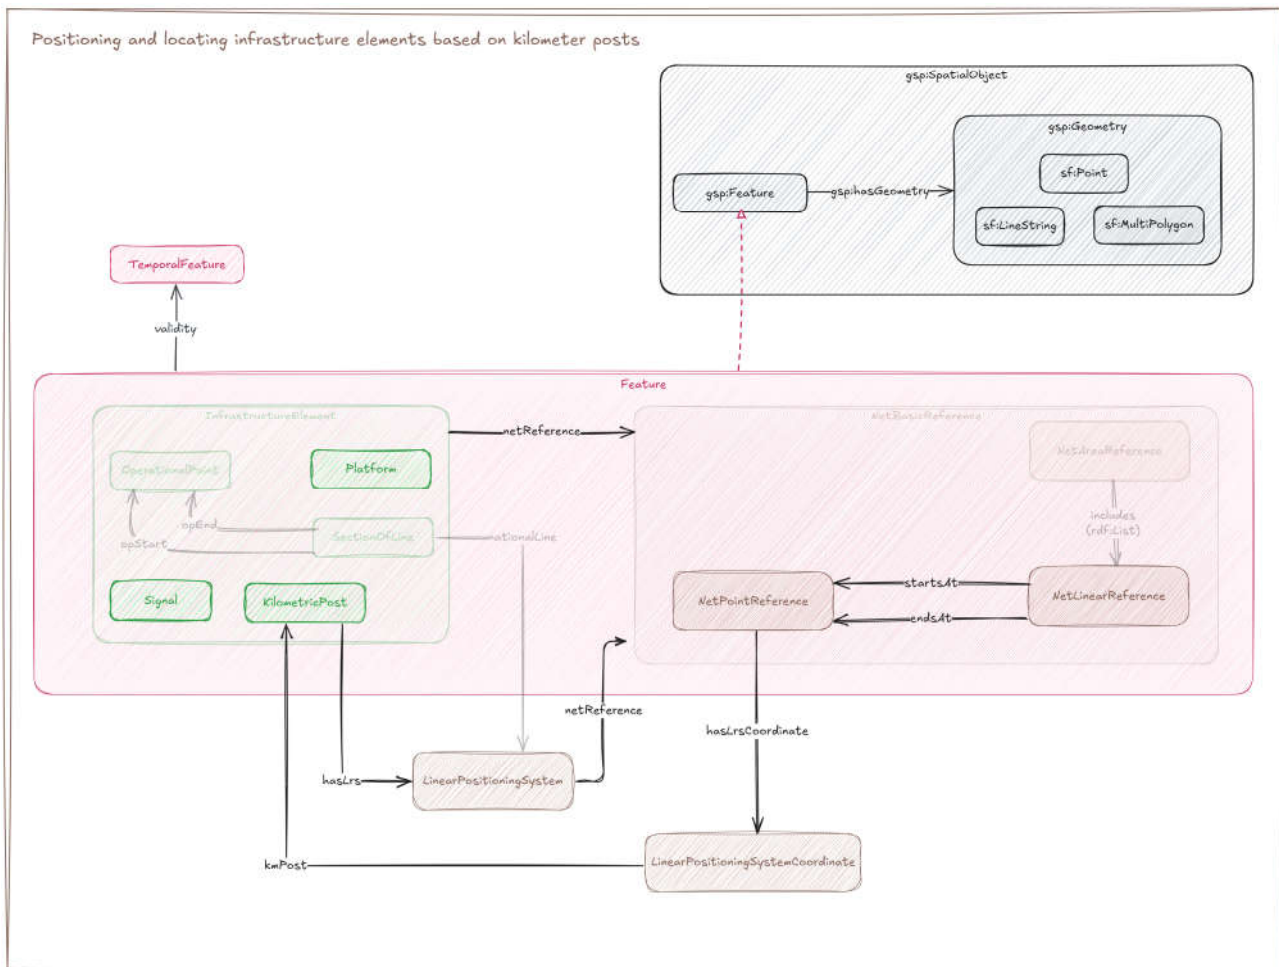 Positioning and locating infrastructure elements based on kilometer posts
gsp:SpatialObject
gsp:Geometry
sf:Point
gsp:Feature
gsp:hasGeometry
sf:LineString
sf:MultiPolygon
TemporalFeature
validity
Feature
InfrastructureElement
netReference
NetBasicReference
OperationalPoint
Platform
NetAreaReference
opEnd
opStart
SectionOfLine
nationalLine
includes
(rdf:List)
Signal
KilometricPost
NetPointReference
startsAt
endsAt
NetLinearReference
netReference
hasLrsCoordinate
hasLrs
LinearPositioningSystem
kmPost
LinearPositioningSystemCoordinate